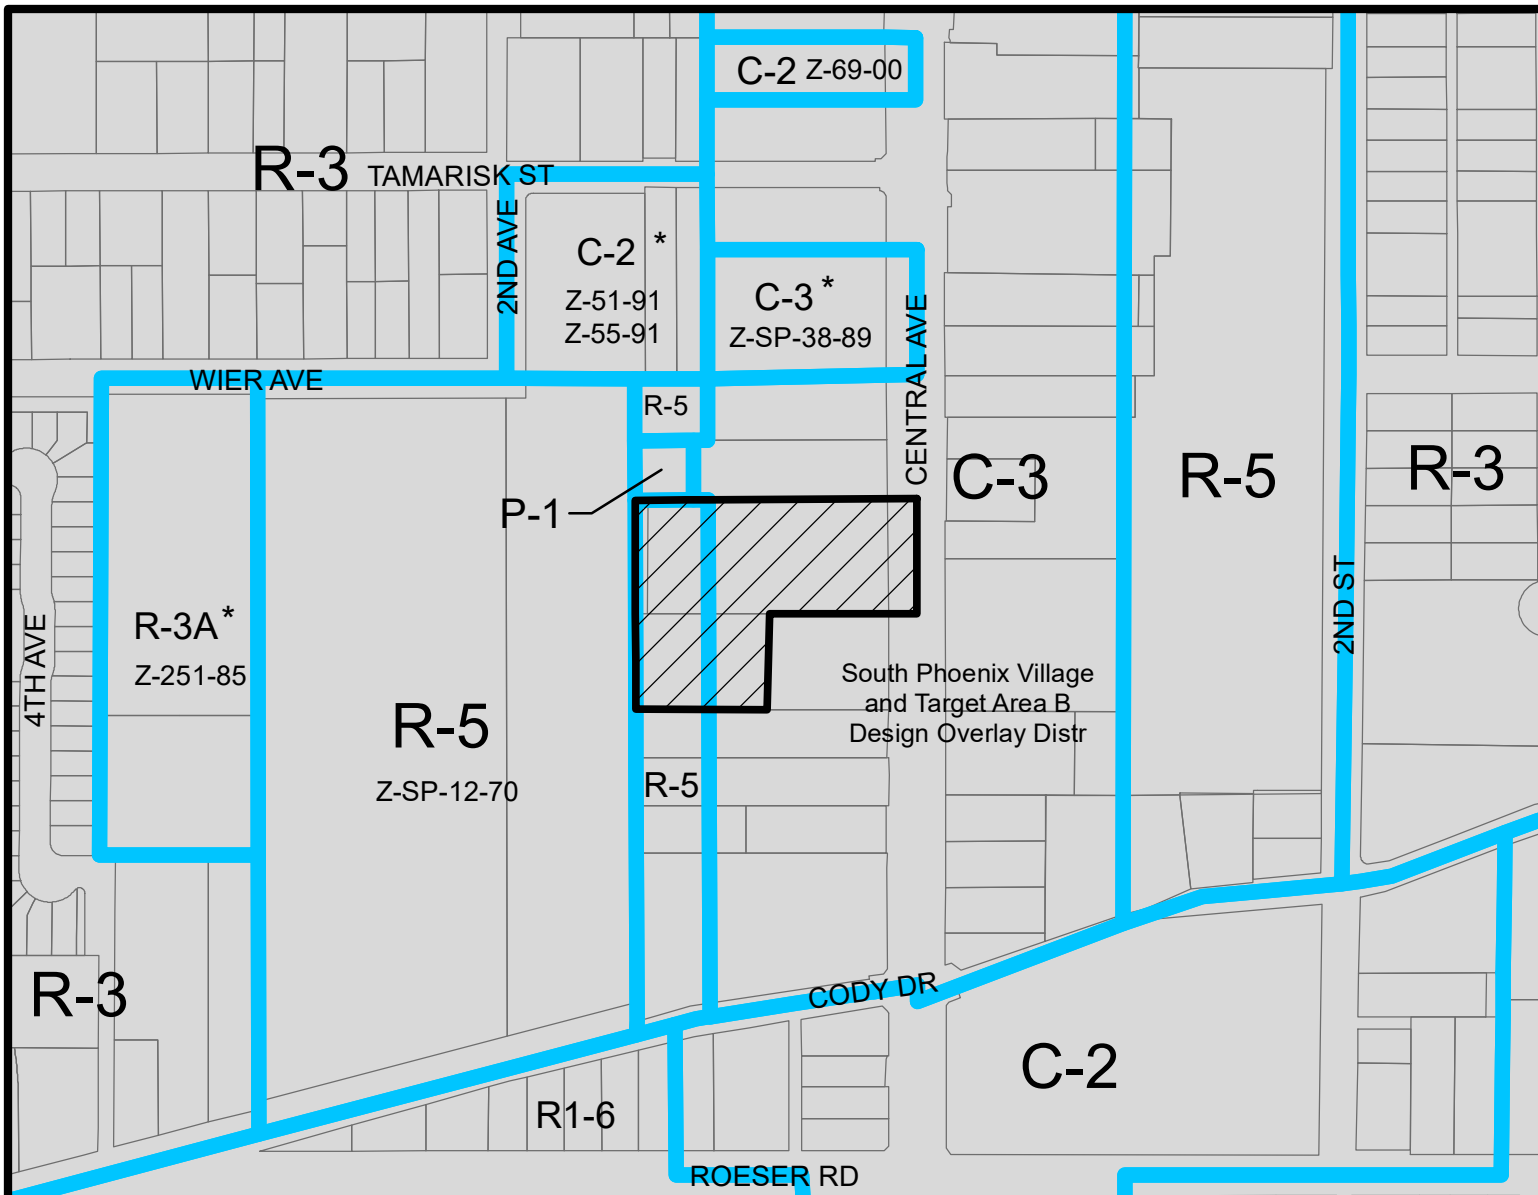 C-2 Z-69-00
R-3
TAMARISK ST
2ND AVE
C-2 *
Z-51-91
Z-55-91
C-3 *
Z-SP-38-89
CENTRAL AVE
WIER AVE
R-5
P-1
C-3
R-5
R-3
4TH AVE
R-3A *
Z-251-85
R-5
Z-SP-12-70
2ND ST
South Phoenix Village
and Target Area B
Design Overlay Distr
R-5
R-3
CODY DR
C-2
R1-6
ROESER RD